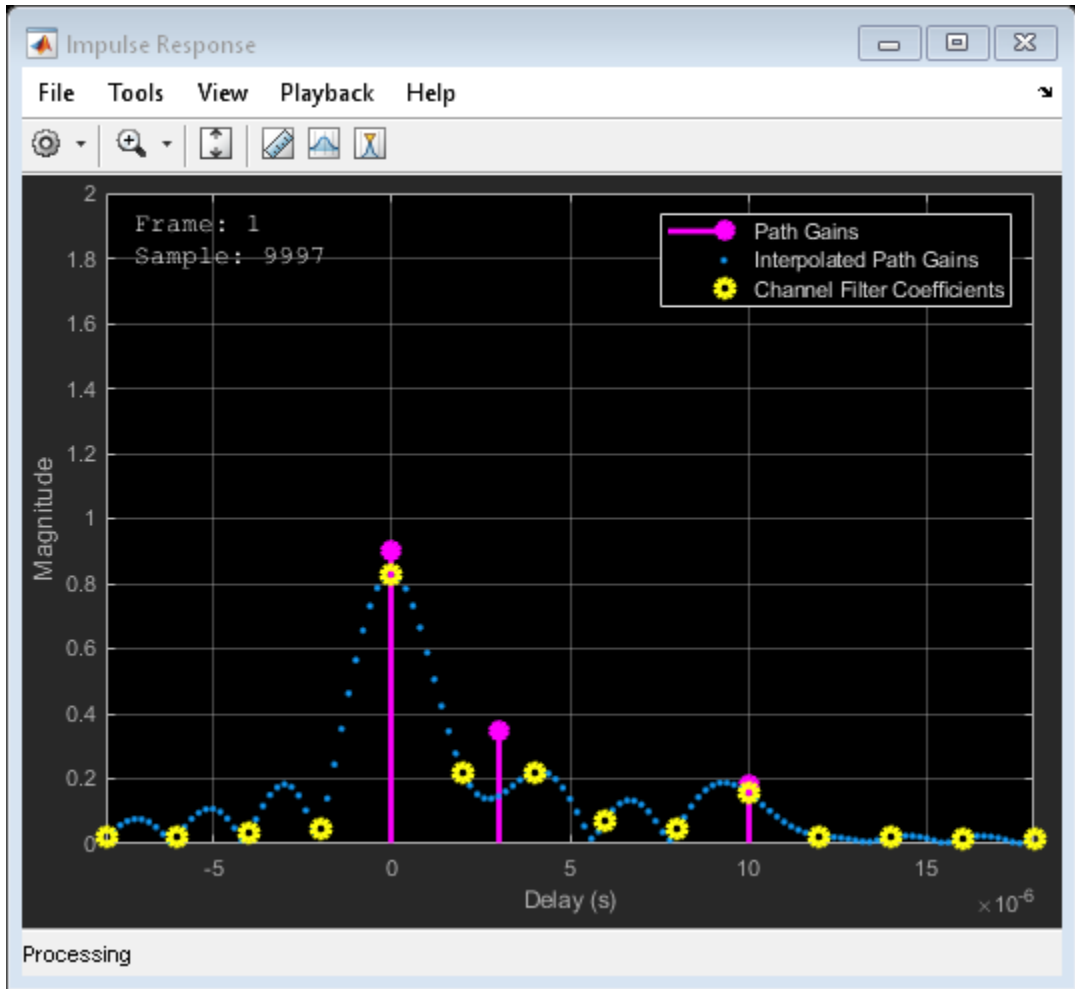 Impulse Response
File Tools View Playback Help
2
Frame: 1
Sample: 9997
Path Gains
Interpolated Path Gains
Channel Filter Coefficients
1.8
1.6
1.4
1.2
1
0.8
0.6
0.4
0.2
0
Magnitude
-5 0 5 10 15
Delay (s)
×10-6
Processing